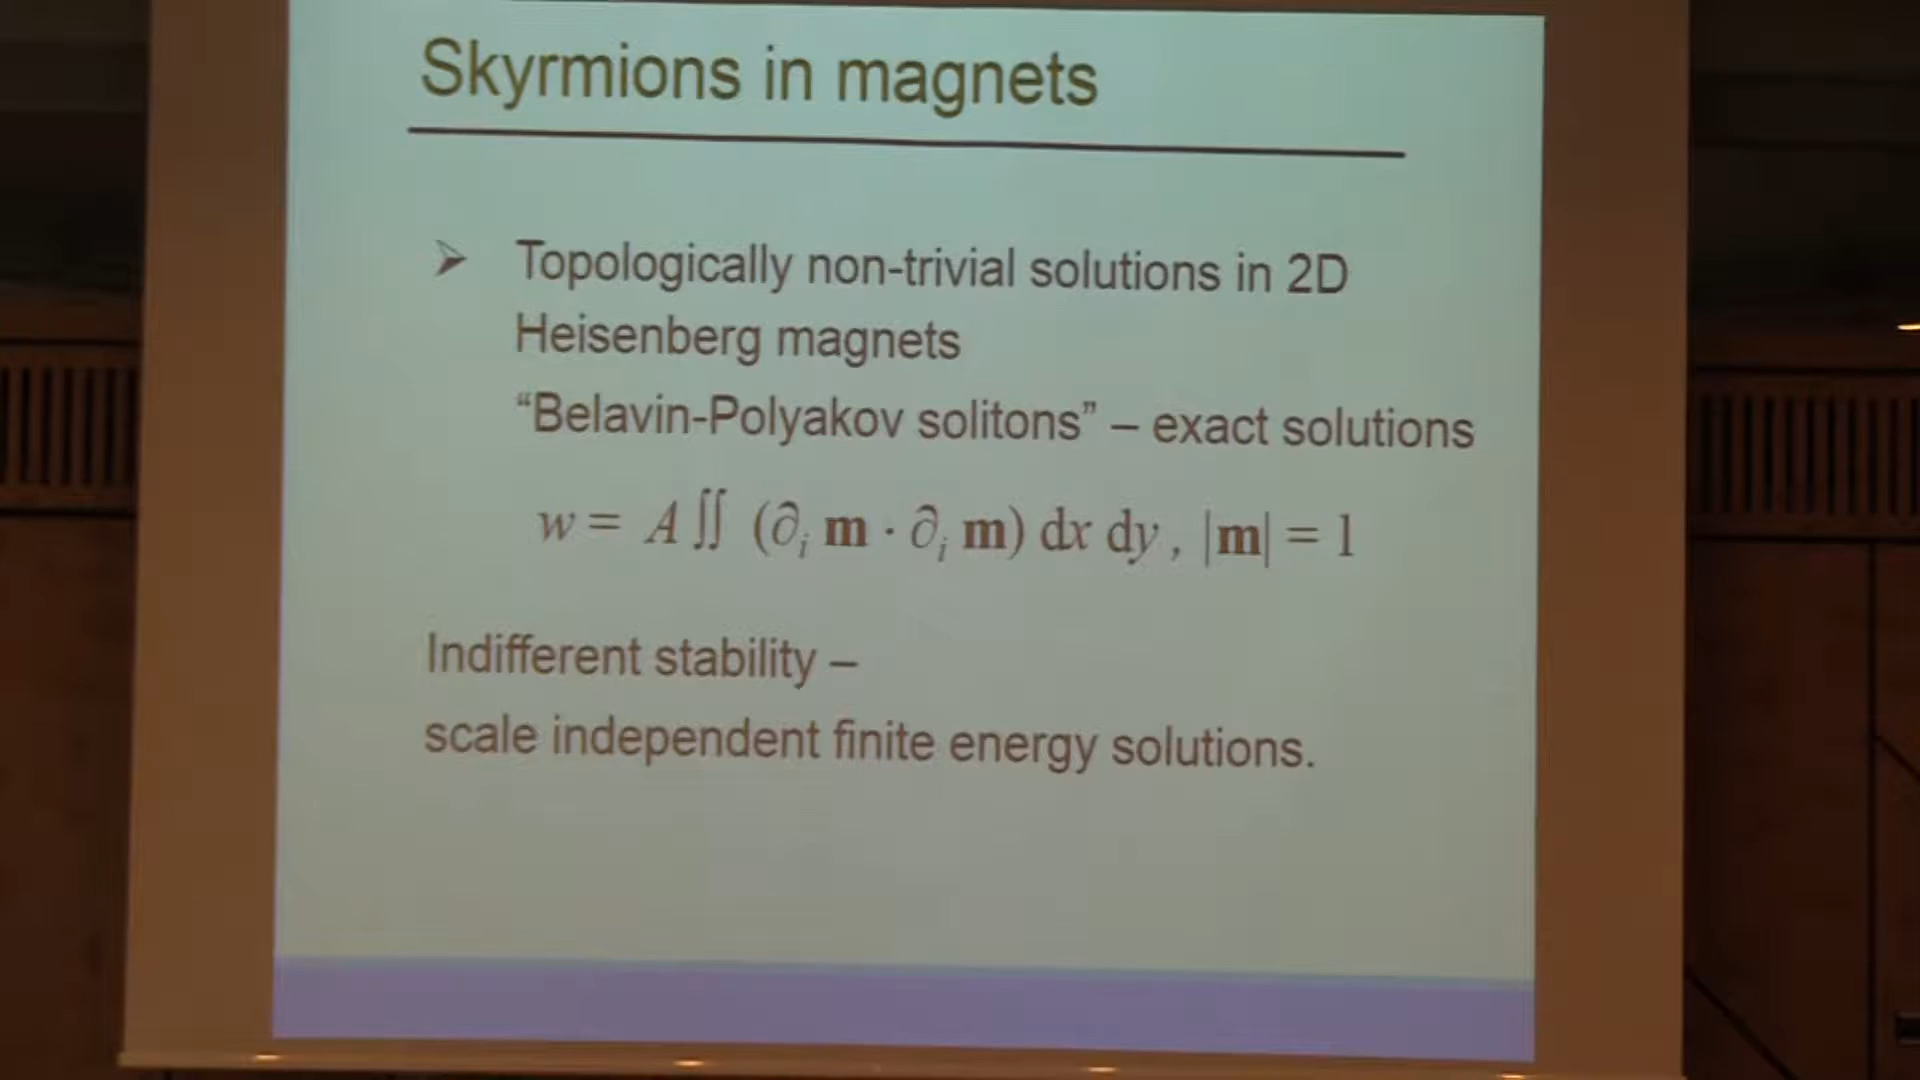 Skyrmions in magnets
➢ Topologically non-trivial solutions in 2D
Heisenberg magnets
“Belavin-Polyakov solitons” – exact solutions
w = A ∬ (∂ᵢ m · ∂ᵢ m) dx dy , |m| = 1
Indifferent stability –
scale independent finite energy solutions.